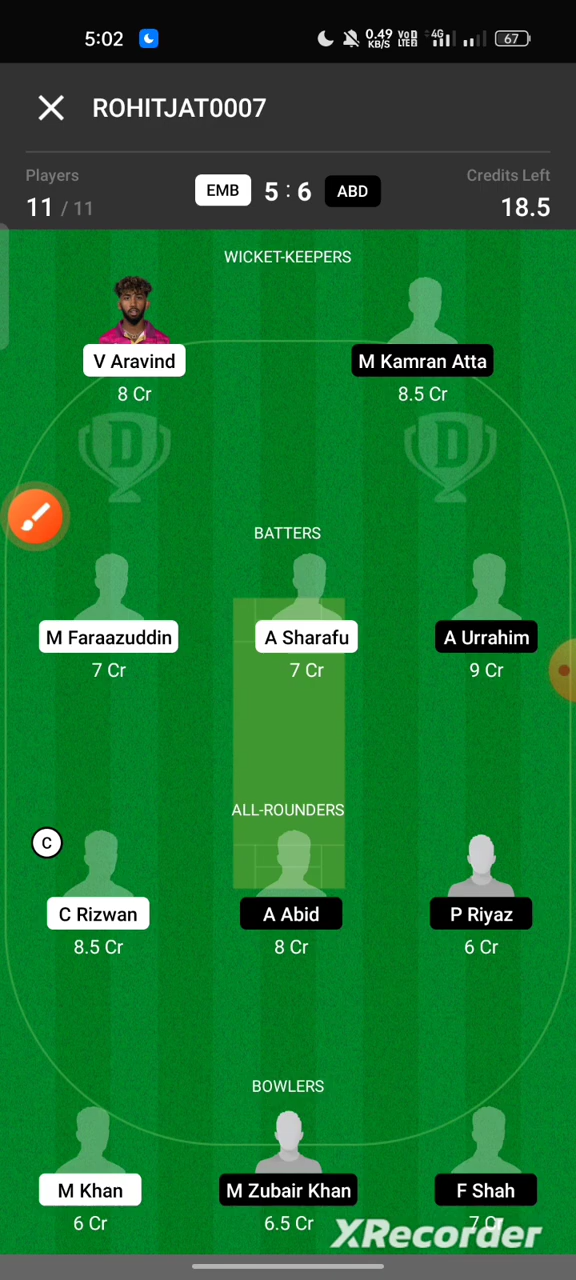 5:02
0.49
KB/S
4G
67
ROHITJAT0007
Players
Credits Left
11 / 11
EMB 5 : 6 ABD
18.5
WICKET-KEEPERS
V Aravind M Kamran Atta
8 Cr 8.5 Cr
D D
BATTERS
M Faraazuddin A Sharafu A Urrahim
7 Cr 7 Cr 9 Cr
ALL-ROUNDERS
C
C Rizwan A Abid P Riyaz
8.5 Cr 8 Cr 6 Cr
BOWLERS
M Khan M Zubair Khan F Shah
6 Cr 6.5 Cr 7 Cr
XRecorder